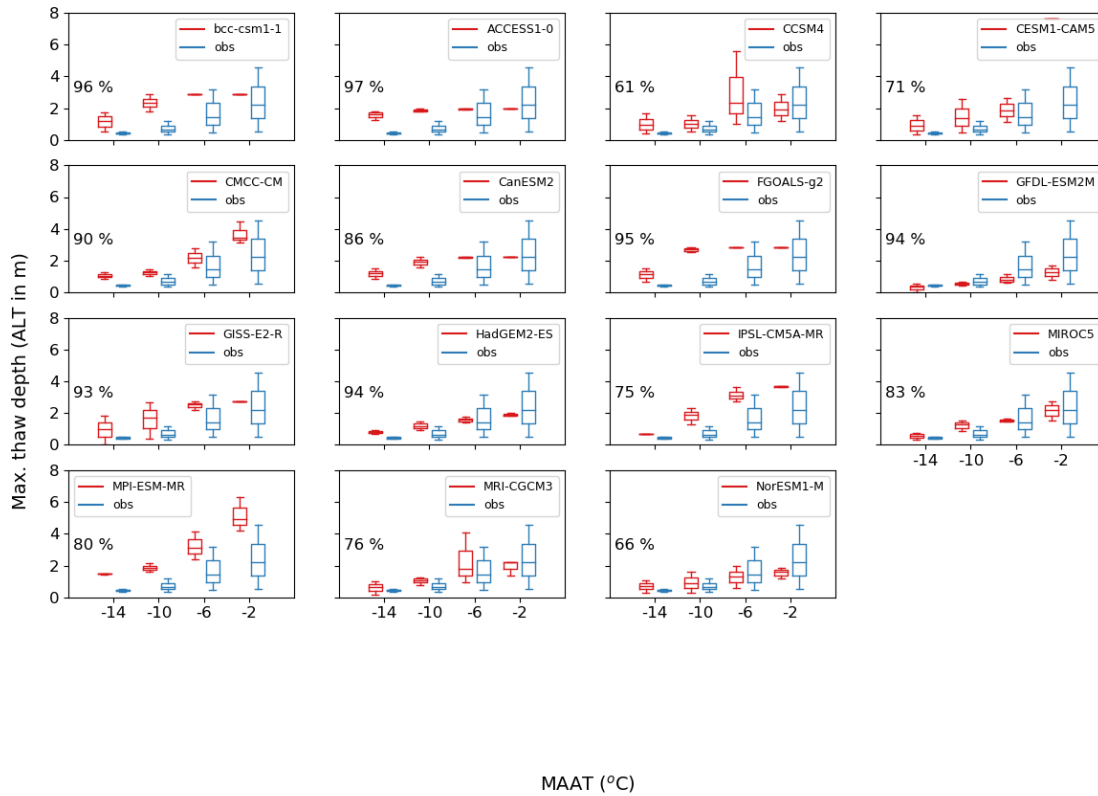 Max. thaw depth (ALT in m)
8
6
4
2
0
bcc-csm1-1
obs
96 %
ACCESS1-0
obs
97 %
CCSM4
obs
61 %
CESM1-CAM5
obs
71 %
8
6
4
2
0
CMCC-CM
obs
90 %
CanESM2
obs
86 %
FGOALS-g2
obs
95 %
GFDL-ESM2M
obs
94 %
8
6
4
2
0
GISS-E2-R
obs
93 %
HadGEM2-ES
obs
94 %
IPSL-CM5A-MR
obs
75 %
MIROC5
obs
83 %
-14 -10 -6 -2
8
6
4
2
0
MPI-ESM-MR
obs
80 %
-14 -10 -6 -2
MRI-CGCM3
obs
76 %
-14 -10 -6 -2
NorESM1-M
obs
66 %
-14 -10 -6 -2
MAAT (°C)